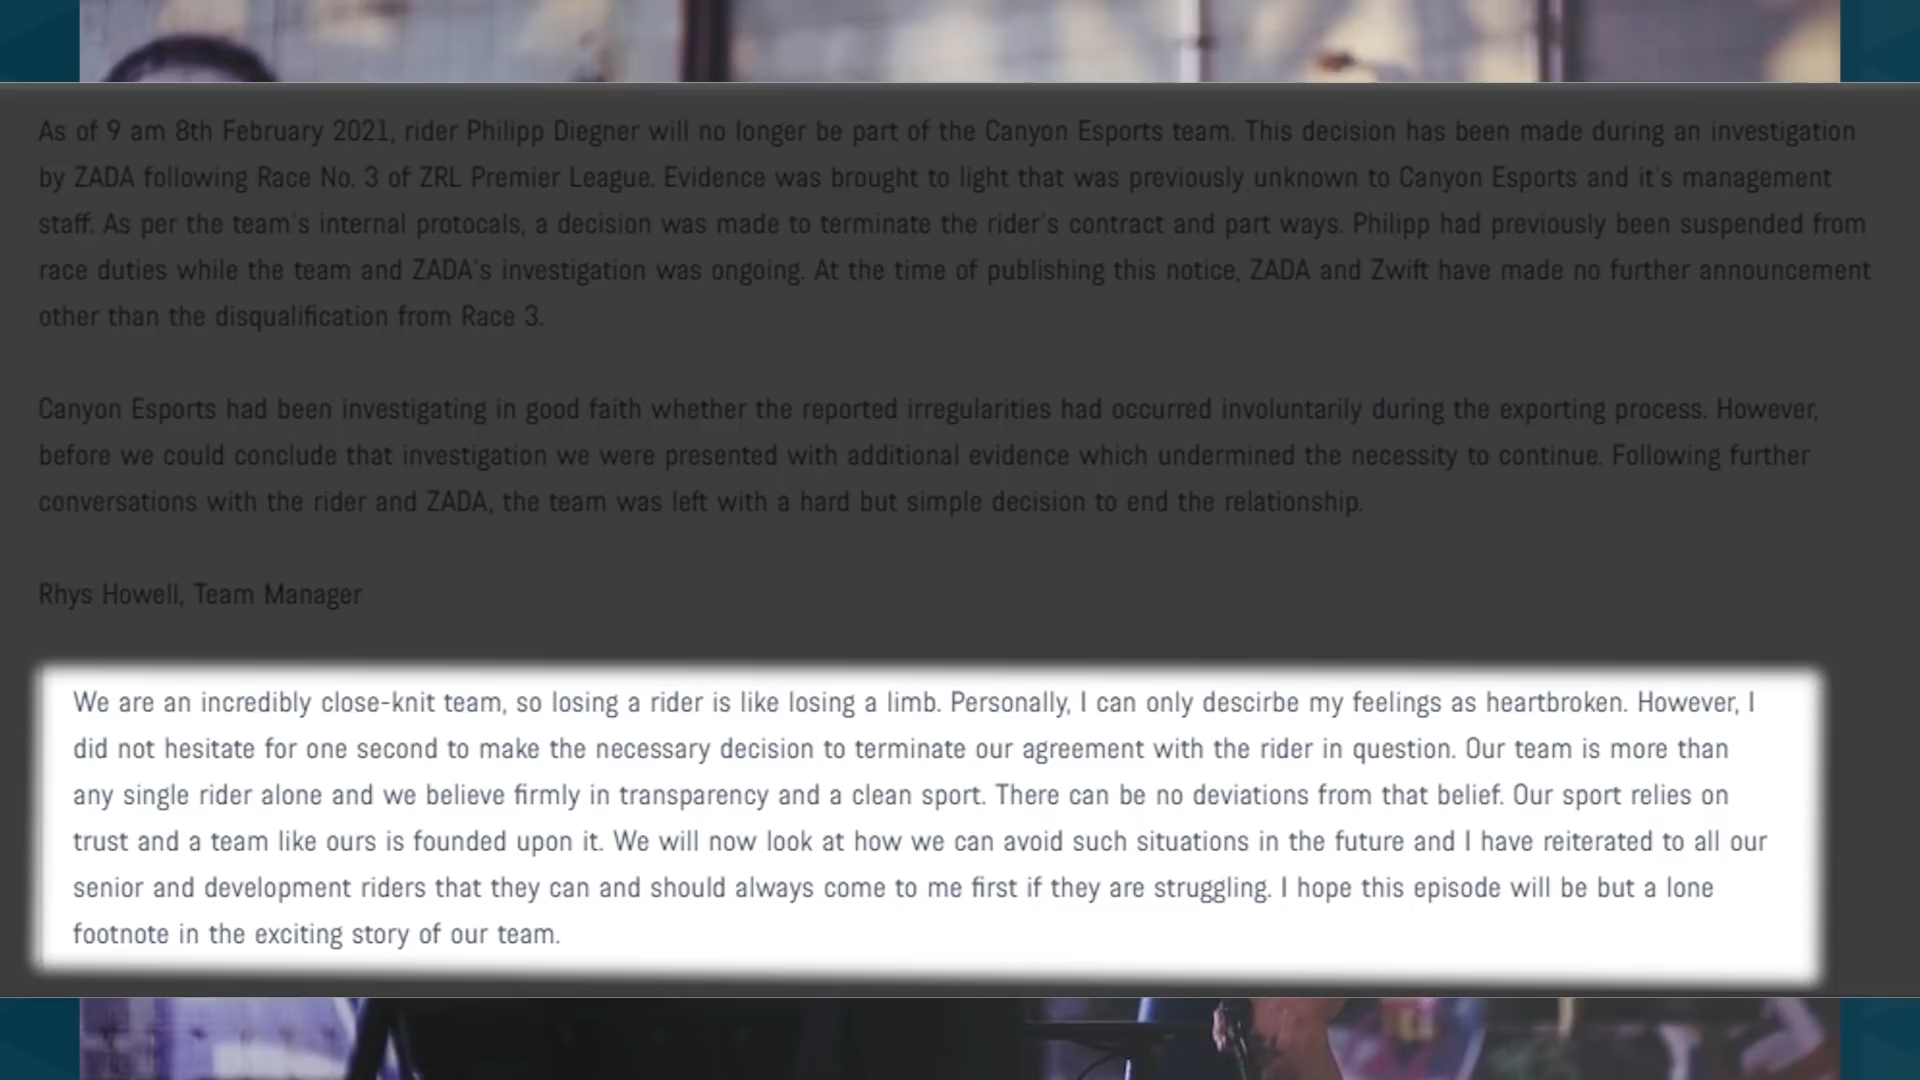 As of 9 am 8th February 2021, rider Philipp Diegner will no longer be part of the Canyon Esports team. This decision has been made during an investigation
by ZADA following Race No. 3 of ZRL Premier League. Evidence was brought to light that was previously unknown to Canyon Esports and it's management
staff. As per the team's internal protocals, a decision was made to terminate the rider's contract and part ways. Philipp had previously been suspended from
race duties while the team and ZADA's investigation was ongoing. At the time of publishing this notice, ZADA and Zwift have made no further announcement
other than the disqualification from Race 3.
Canyon Esports had been investigating in good faith whether the reported irregularities had occurred involuntarily during the exporting process. However,
before we could conclude that investigation we were presented with additional evidence which undermined the necessity to continue. Following further
conversations with the rider and ZADA, the team was left with a hard but simple decision to end the relationship.
Rhys Howell, Team Manager
We are an incredibly close-knit team, so losing a rider is like losing a limb. Personally, I can only descirbe my feelings as heartbroken. However, I
did not hesitate for one second to make the necessary decision to terminate our agreement with the rider in question. Our team is more than
any single rider alone and we believe firmly in transparency and a clean sport. There can be no deviations from that belief. Our sport relies on
trust and a team like ours is founded upon it. We will now look at how we can avoid such situations in the future and I have reiterated to all our
senior and development riders that they can and should always come to me first if they are struggling. I hope this episode will be but a lone
footnote in the exciting story of our team.